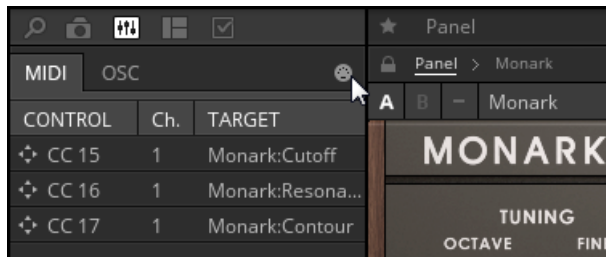 Panel
Panel > Monark
A B - Monark
MIDI OSC
CONTROL Ch. TARGET
CC 15 1 Monark:Cutoff
CC 16 1 Monark:Resona...
CC 17 1 Monark:Contour
MONARK
TUNING
OCTAVE FIN